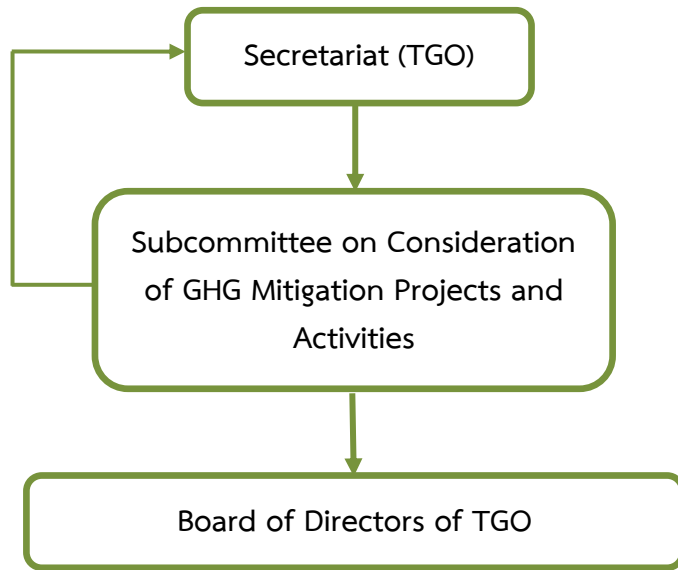 Secretariat (TGO)
Subcommittee on Consideration
of GHG Mitigation Projects and
Activities
Board of Directors of TGO